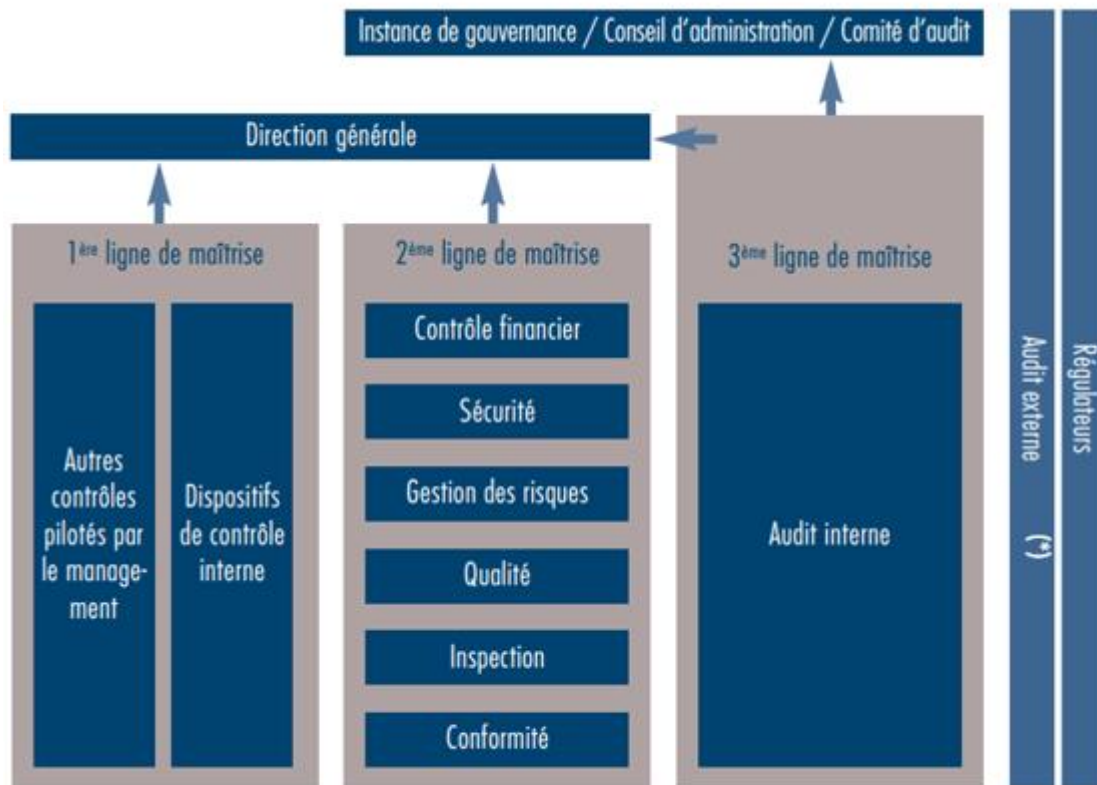 Instance de gouvernance / Conseil d'administration / Comité d'audit
Direction générale
1ère ligne de maîtrise
Autres
contrôles
pilotés par
le manage-
ment
Dispositifs
de contrôle
interne
2ème ligne de maîtrise
Contrôle financier
Sécurité
Gestion des risques
Qualité
Inspection
Conformité
3ème ligne de maîtrise
Audit interne
Audit externe (*)
Régulateurs